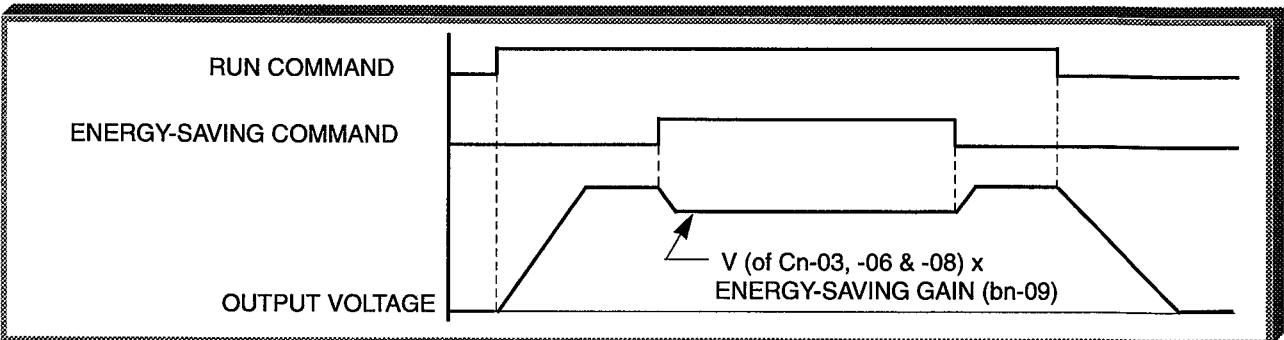 RUN COMMAND
ENERGY-SAVING COMMAND
V (of Cn-03, -06 & -08) x
ENERGY-SAVING GAIN (bn-09)
OUTPUT VOLTAGE